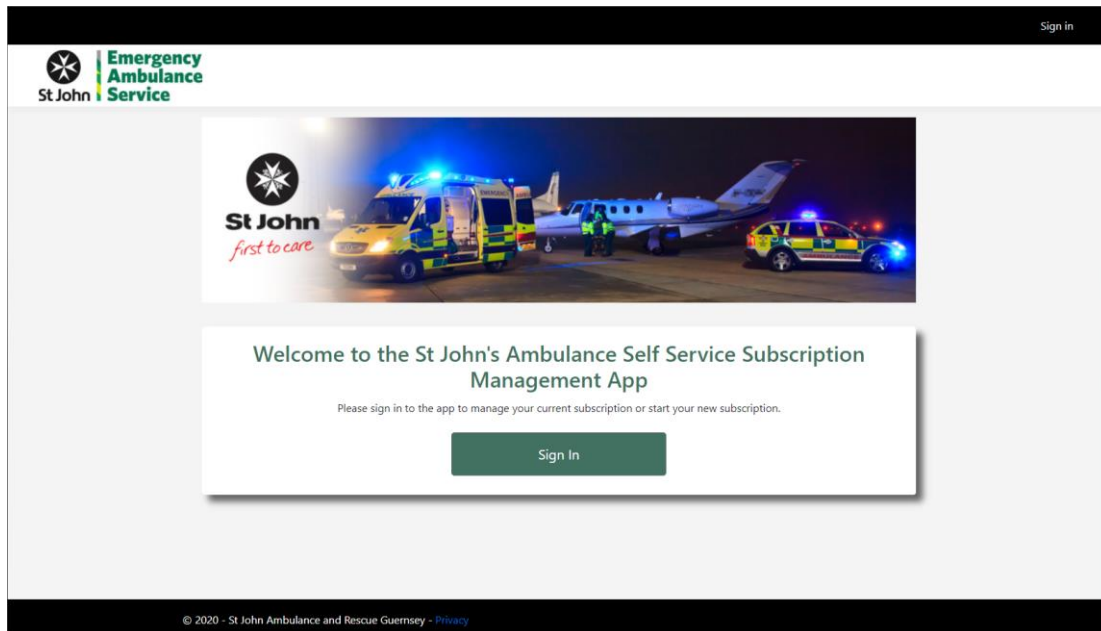 Sign in
St John
Emergency
Ambulance
Service
St John
first to care
EMERGENCY
AMBULANCE
Welcome to the St John's Ambulance Self Service Subscription
Management App
Please sign in to the app to manage your current subscription or start your new subscription.
Sign In
© 2020 - St John Ambulance and Rescue Guernsey - Privacy